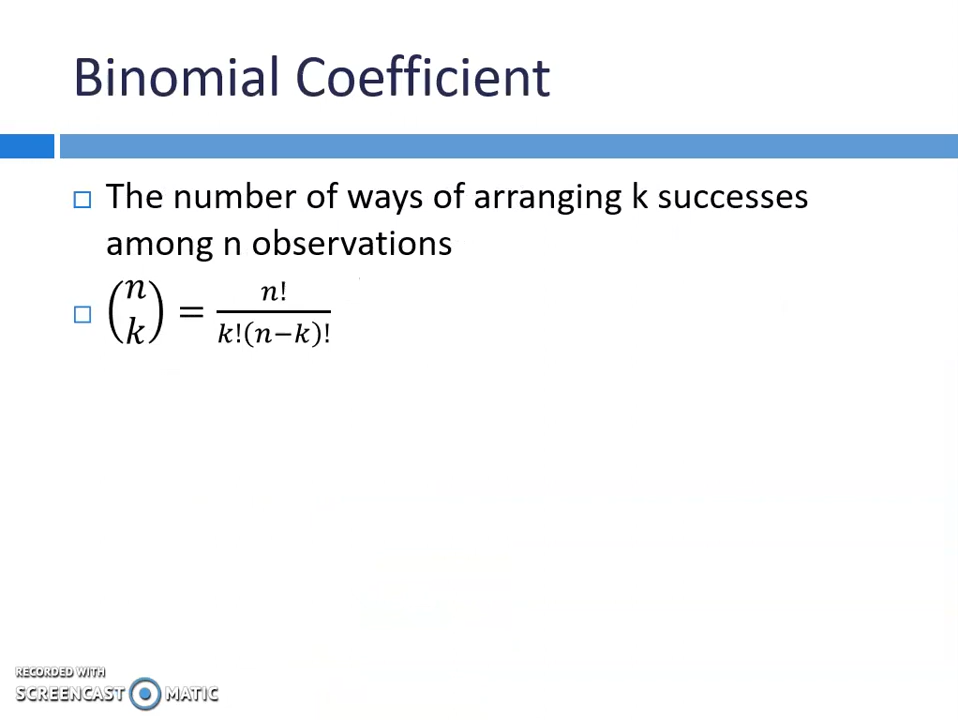 Binomial Coefficient
The number of ways of arranging k successes
among n observations
(n k) = n! / k!(n−k)!
RECORDED WITH
SCREENCAST MATIC